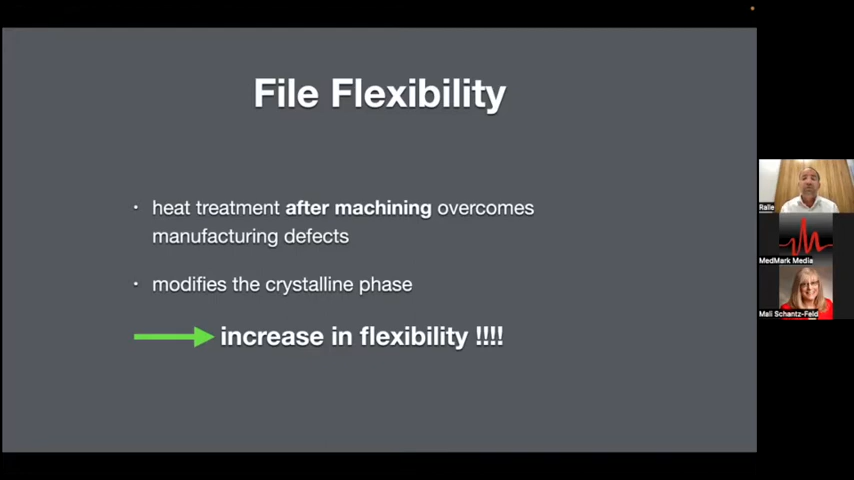 File Flexibility
• heat treatment after machining overcomes
manufacturing defects
• modifies the crystalline phase
increase in flexibility !!!!
Ralle
MedMark Media
Mali Schantz-Feld